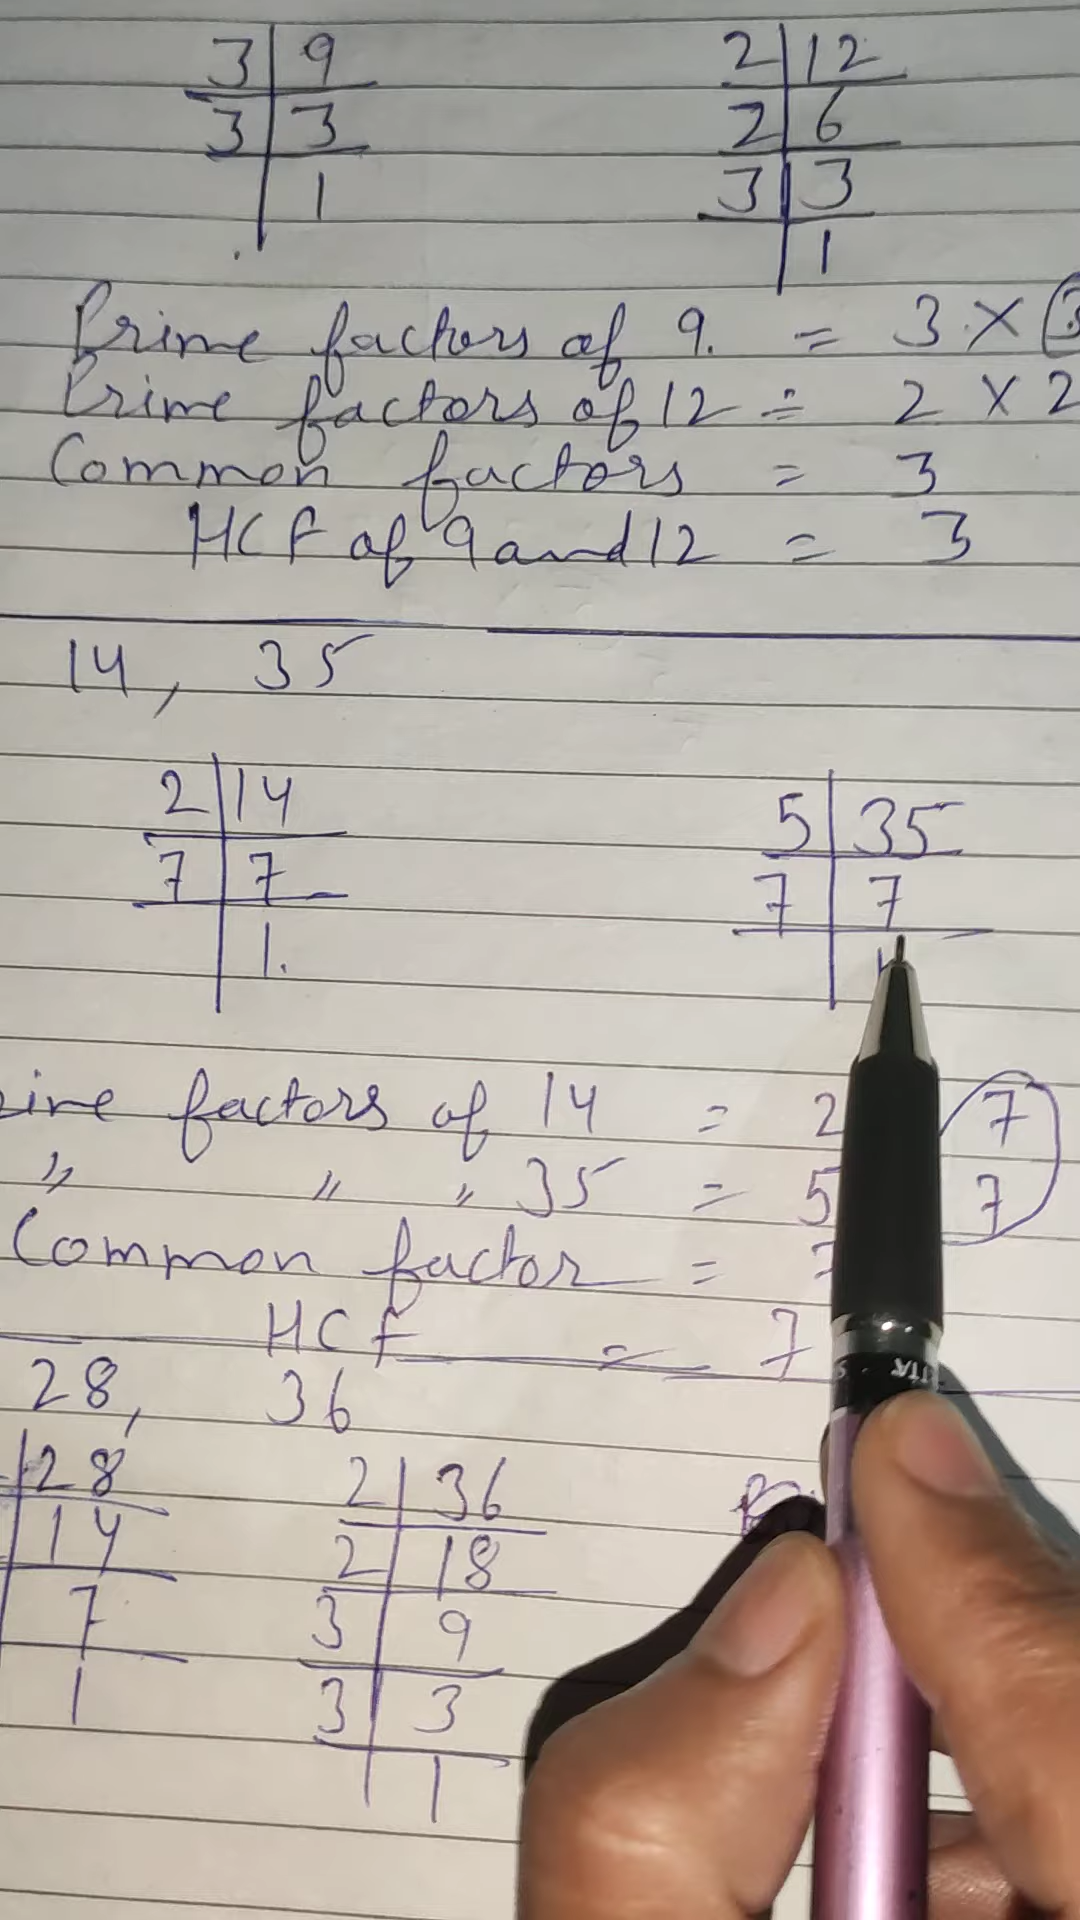 3 | 9 2 | 12
3 | 3 2 | 6
1 3 | 3
1
Prime factors of 9. = 3 × 3
Prime factors of 12 = 2 × 2
Common factors = 3
HCF of 9 and 12 = 3
14, 35
2 | 14 5 | 35
7 | 7 7 | 7
1. 1
factors of 14 = 2 7
" " " 35 = 5 7
Common factor = 7
HCF = 7
28, 36
28 2 | 36
14 2 | 18
7 3 | 9
1 3 | 3
1